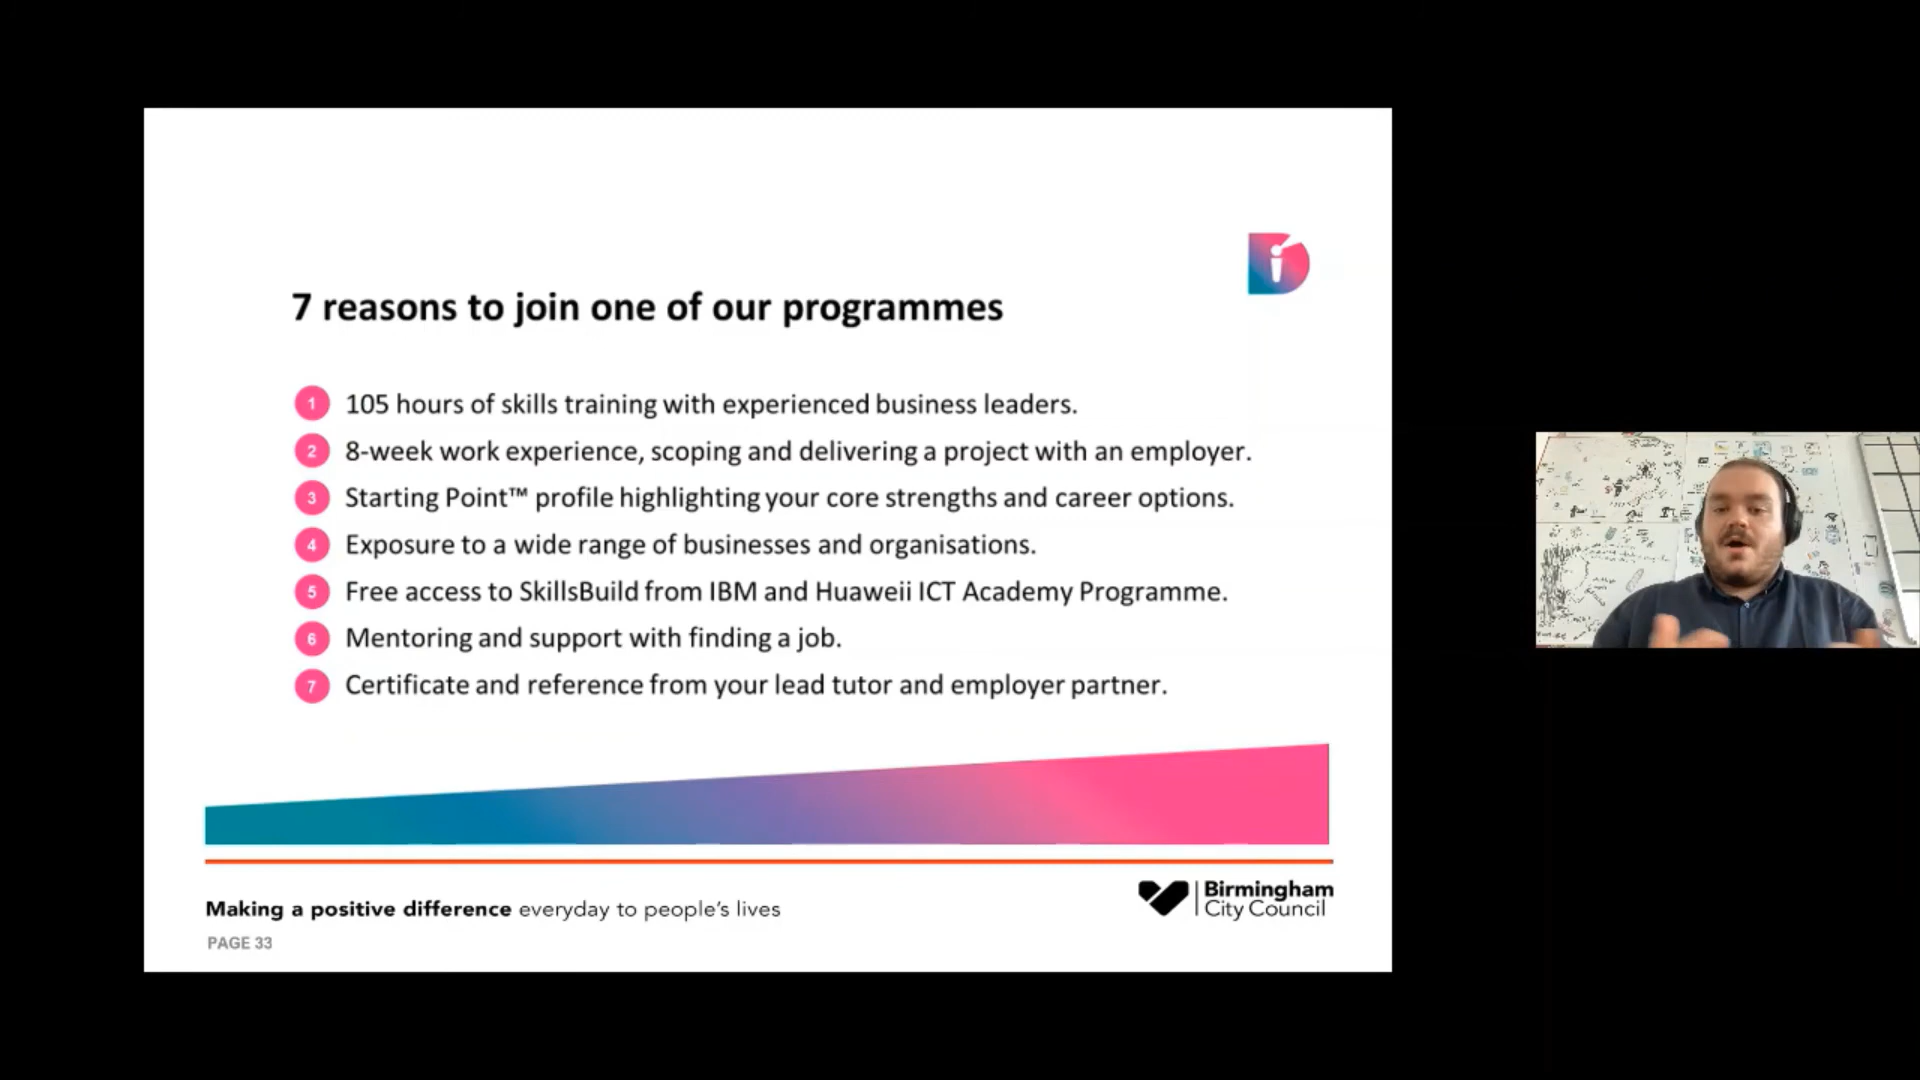 7 reasons to join one of our programmes
1 105 hours of skills training with experienced business leaders.
2 8-week work experience, scoping and delivering a project with an employer.
3 Starting Point™ profile highlighting your core strengths and career options.
4 Exposure to a wide range of businesses and organisations.
5 Free access to SkillsBuild from IBM and Huaweii ICT Academy Programme.
6 Mentoring and support with finding a job.
7 Certificate and reference from your lead tutor and employer partner.
Making a positive difference everyday to people's lives
Birmingham
City Council
PAGE 33